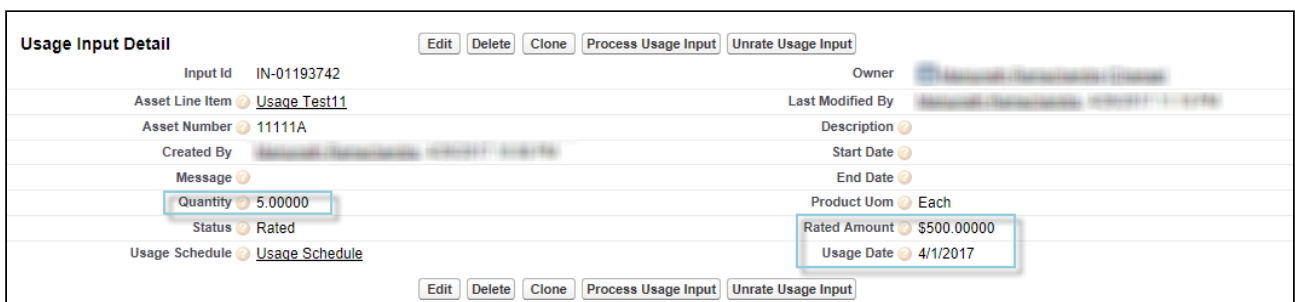 Usage Input Detail Edit Delete Clone Process Usage Input Unrate Usage Input
Input Id IN-01193742 Owner
Asset Line Item ? Usage Test11 Last Modified By
Asset Number ? 11111A Description ?
Created By Start Date ?
Message ? End Date ?
Quantity ? 5.00000 Product Uom ? Each
Status ? Rated Rated Amount ? $500.00000
Usage Schedule ? Usage Schedule Usage Date ? 4/1/2017
Edit Delete Clone Process Usage Input Unrate Usage Input